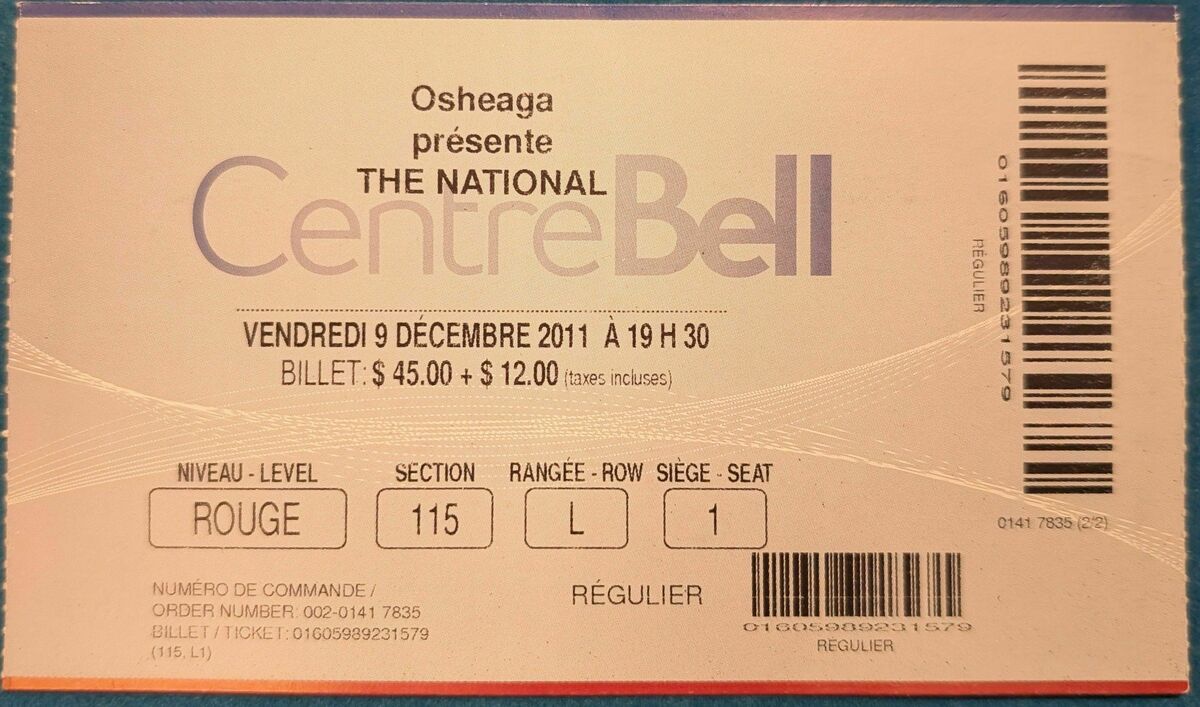 Osheaga
présente
THE NATIONAL
CentreBell
VENDREDI 9 DÉCEMBRE 2011 À 19 H 30
BILLET: $ 45.00 + $ 12.00 (taxes incluses)
NIVEAU - LEVEL SECTION RANGÉE - ROW SIÈGE - SEAT
ROUGE 115 L 1
NUMÉRO DE COMMANDE /
ORDER NUMBER: 002-0141 7835
BILLET / TICKET: 01605989231579
(115, L1)
RÉGULIER
01605989231579
RÉGULIER
RÉGULIER
01605989231579
0141 7835 (2/2)